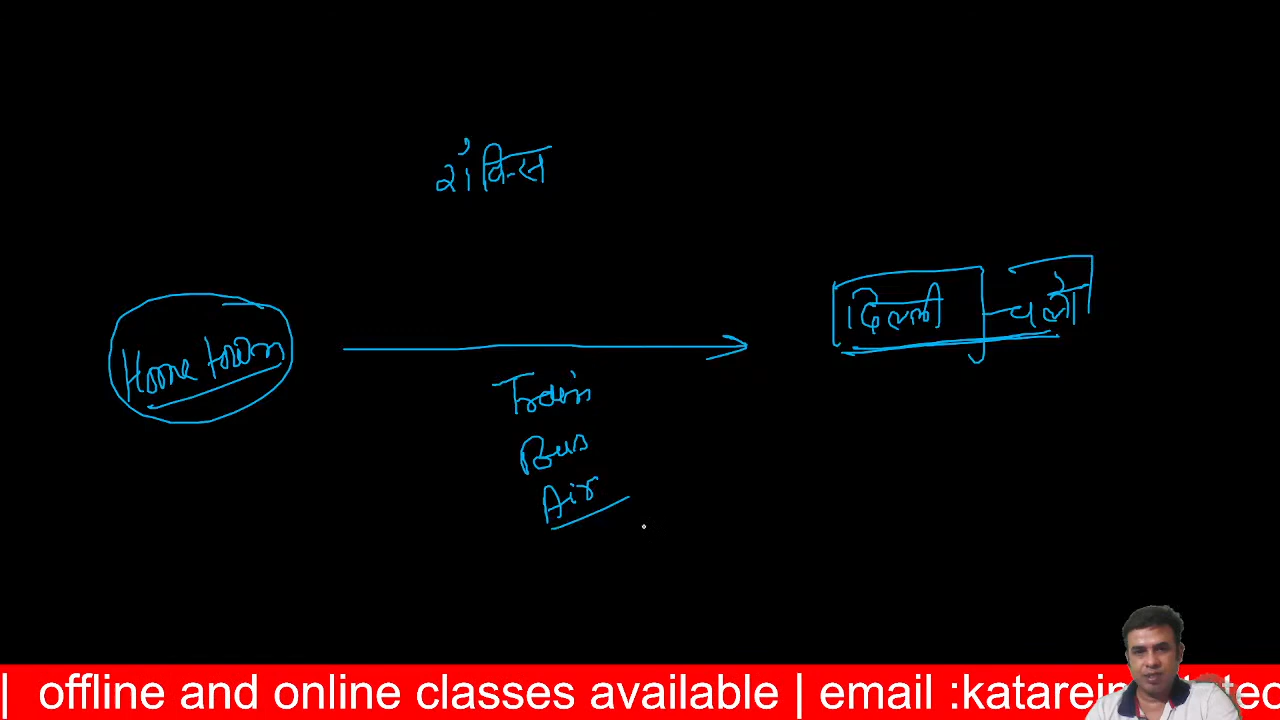 Home town
Train
Bus
Air
दिल्ली - चलो
| offline and online classes available | email :katarein